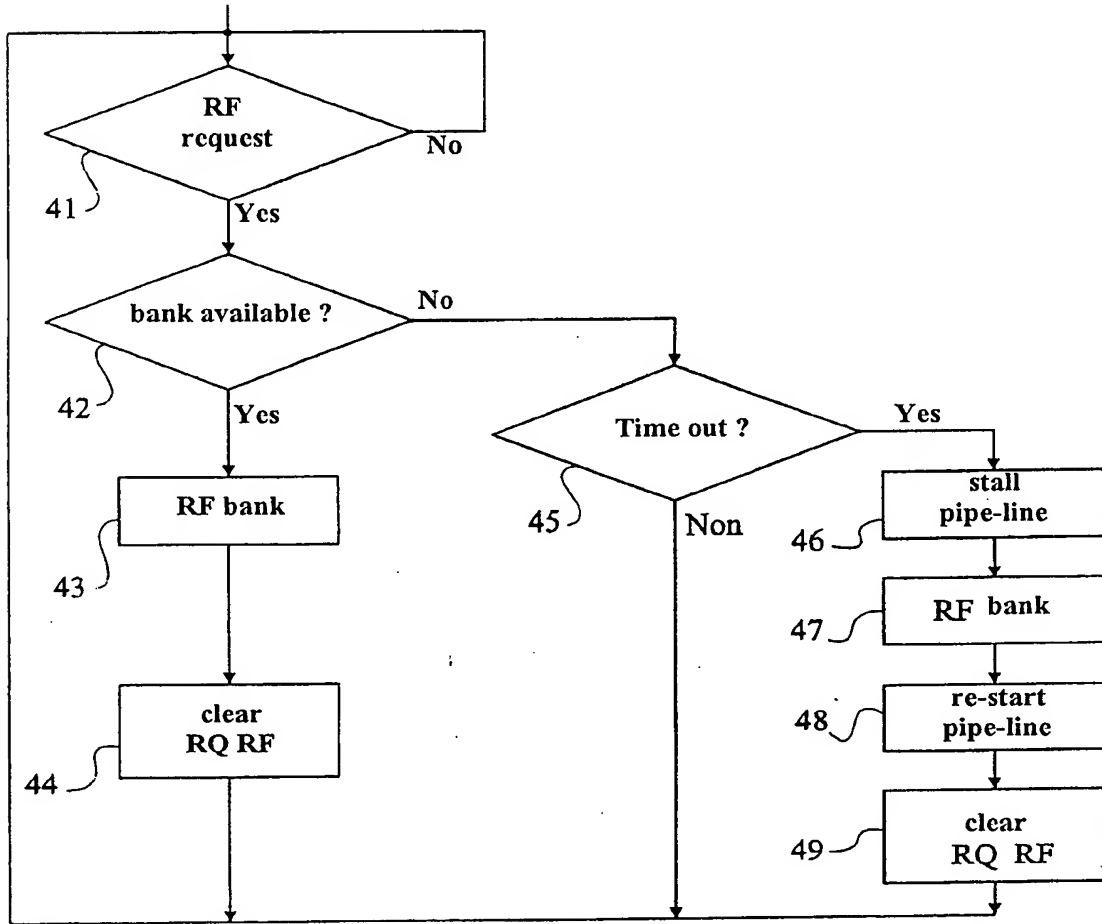 RF
request
No
41
Yes
bank available ?
No
42
Yes
Time out ?
Yes
45
Non
RF bank
43
stall
pipe-line
46
RF bank
47
clear
RQ RF
44
re-start
pipe-line
48
clear
RQ RF
49